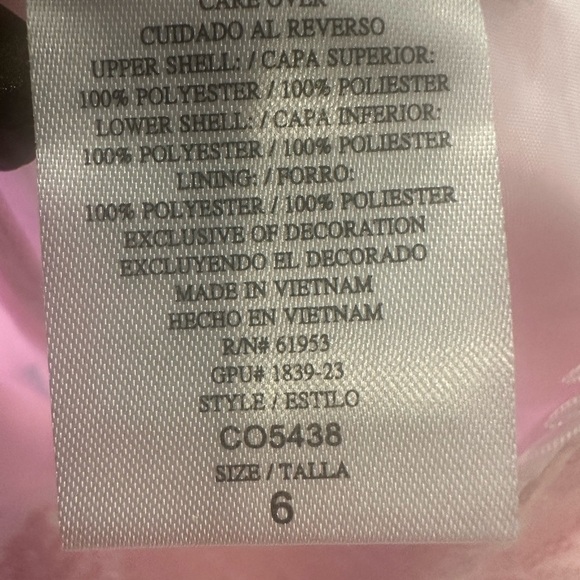 CARE OVER
CUIDADO AL REVERSO
UPPER SHELL: / CAPA SUPERIOR:
100% POLYESTER / 100% POLIESTER
LOWER SHELL: / CAPA INFERIOR:
100% POLYESTER / 100% POLIESTER
LINING: / FORRO:
100% POLYESTER / 100% POLIESTER
EXCLUSIVE OF DECORATION
EXCLUYENDO EL DECORADO
MADE IN VIETNAM
HECHO EN VIETNAM
R/N# 61953
GPU# 1839-23
STYLE / ESTILO
CO5438
SIZE / TALLA
6